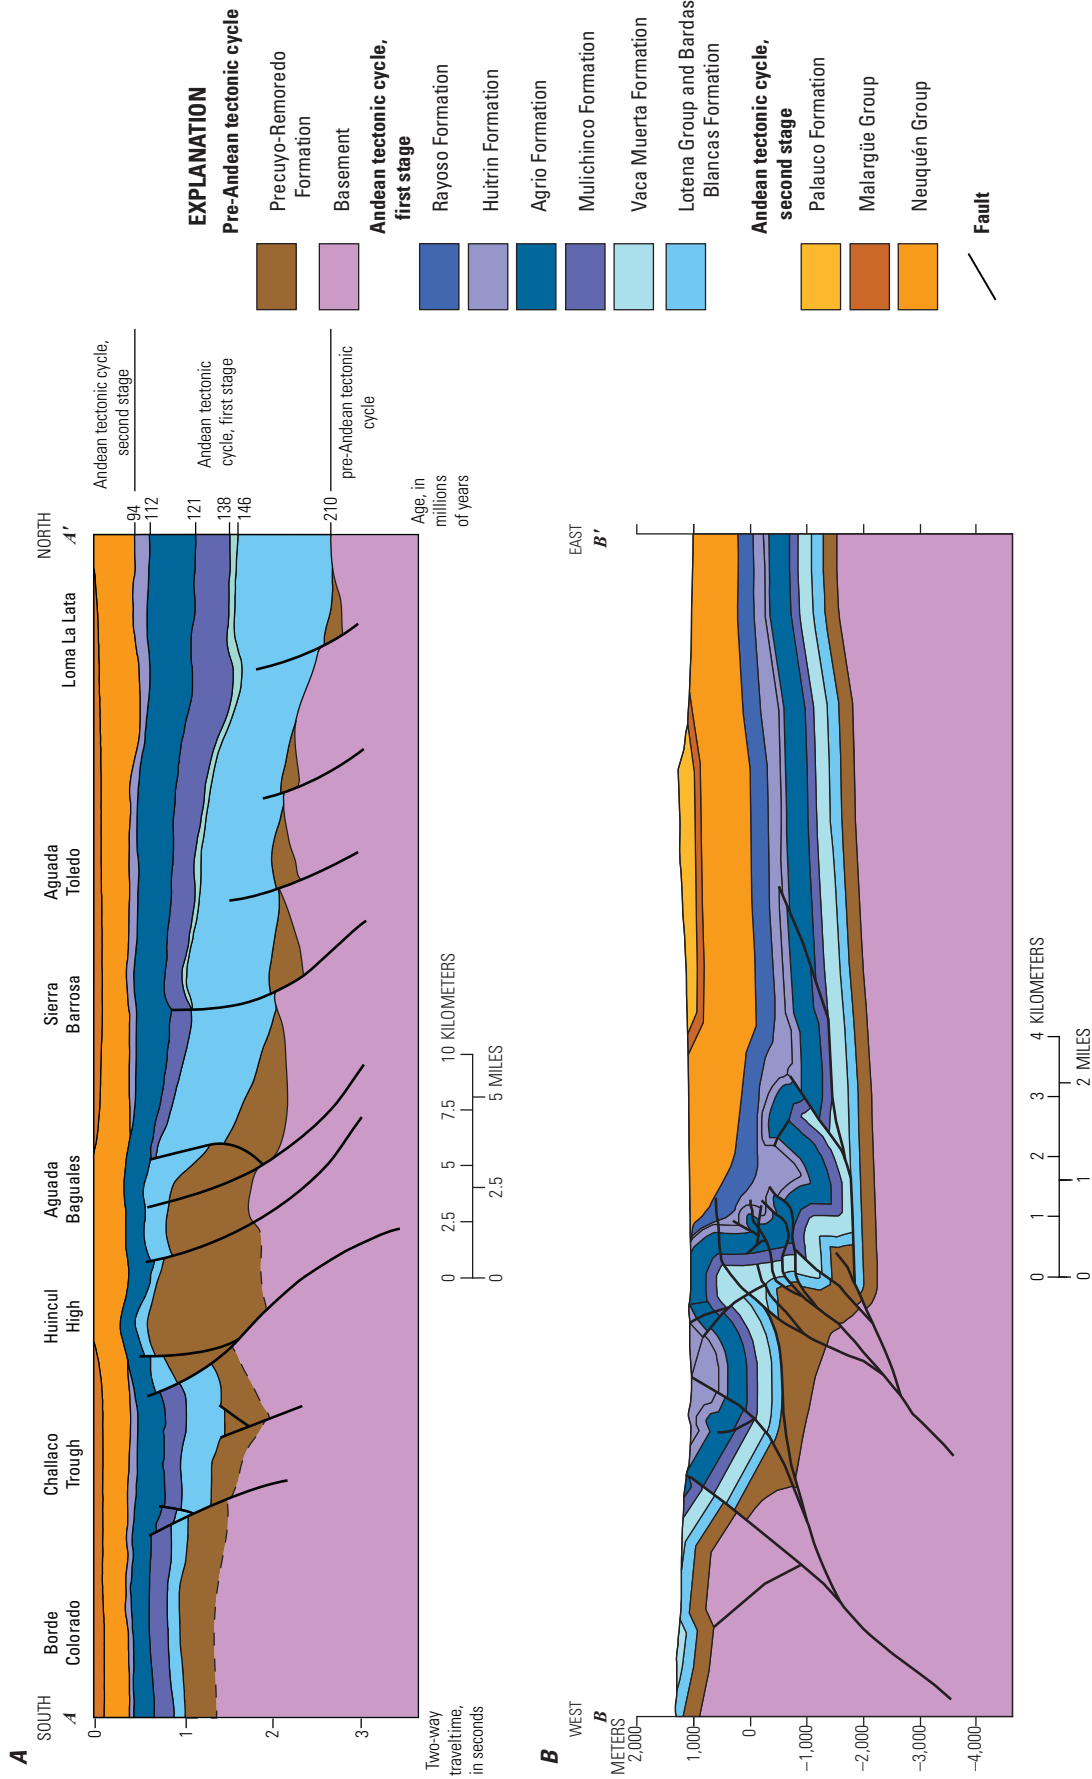 A
SOUTH
NORTH
A
A′
Borde
Colorado
Challaco
Trough
Huincul
High
Aguada
Baguales
Sierra
Barrosa
Aguada
Toledo
Loma La Lata
0
1
2
3
Two-way
traveltime,
in seconds
94
112
121
138
146
210
Age, in
millions
of years
Andean tectonic cycle,
second stage
Andean tectonic
cycle, first stage
pre-Andean tectonic
cycle
0 2.5 5 7.5 10 KILOMETERS
0 2.5 5 MILES
B
WEST
EAST
B
B′
METERS
2,000
1,000
0
–1,000
–2,000
–3,000
–4,000
0 1 2 3 4 KILOMETERS
0 1 2 MILES
EXPLANATION
Pre-Andean tectonic cycle
Precuyo-Remoredo
Formation
Basement
Andean tectonic cycle,
first stage
Rayoso Formation
Huitrin Formation
Agrio Formation
Mulichinco Formation
Vaca Muerta Formation
Lotena Group and Bardas
Blancas Formation
Andean tectonic cycle,
second stage
Palauco Formation
Malargüe Group
Neuquén Group
Fault